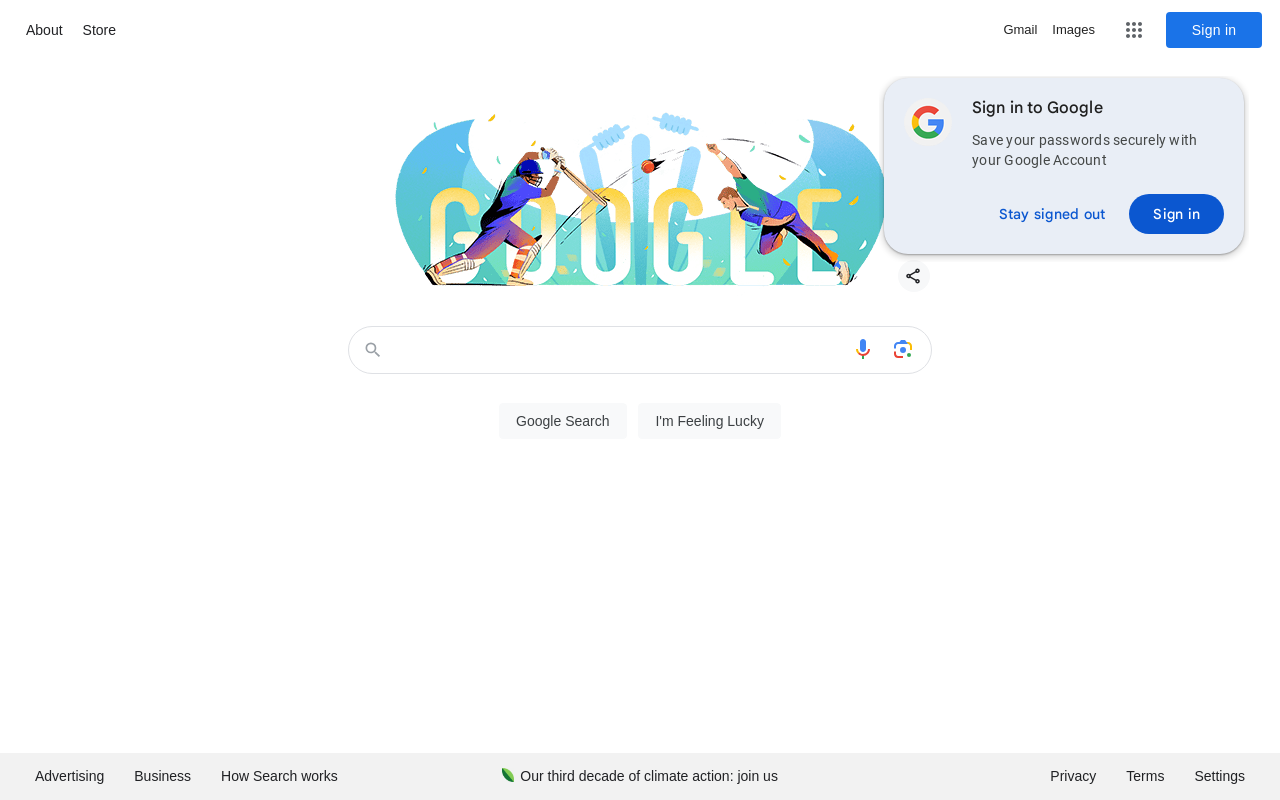 About Store Gmail Images Sign in
Sign in to Google
Save your passwords securely with
your Google Account
Stay signed out Sign in
GOOGLE
Google Search I'm Feeling Lucky
Advertising Business How Search works Our third decade of climate action: join us Privacy Terms Settings